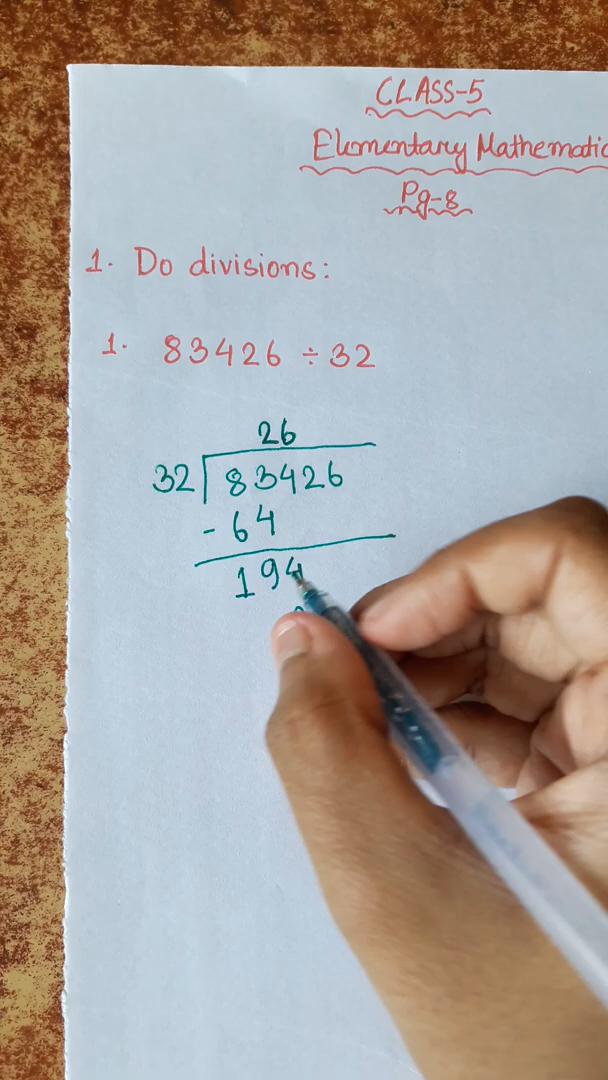 CLASS-5
Elementary Mathematic
Pg-8
1. Do divisions:
1. 83426 ÷ 32
26
32 83426
- 64
194